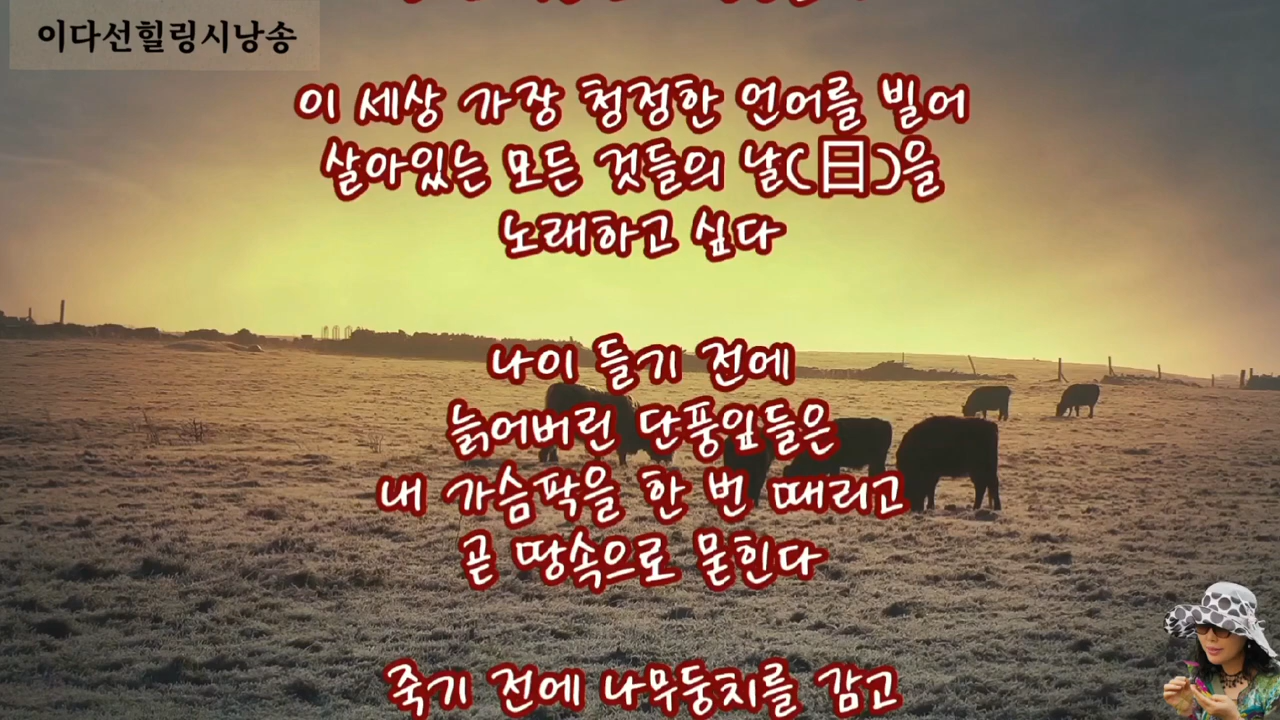 이다선힐링시낭송
이 세상 가장 청정한 언어를 빌어
살아있는 모든 것들의 날(日)을
노래하고 싶다
나이 들기 전에
늙어버린 단풍잎들은
내 가슴팍을 한 번 때리고
곧 땅속으로 묻힌다
죽기 전에 나무둥치를 감고